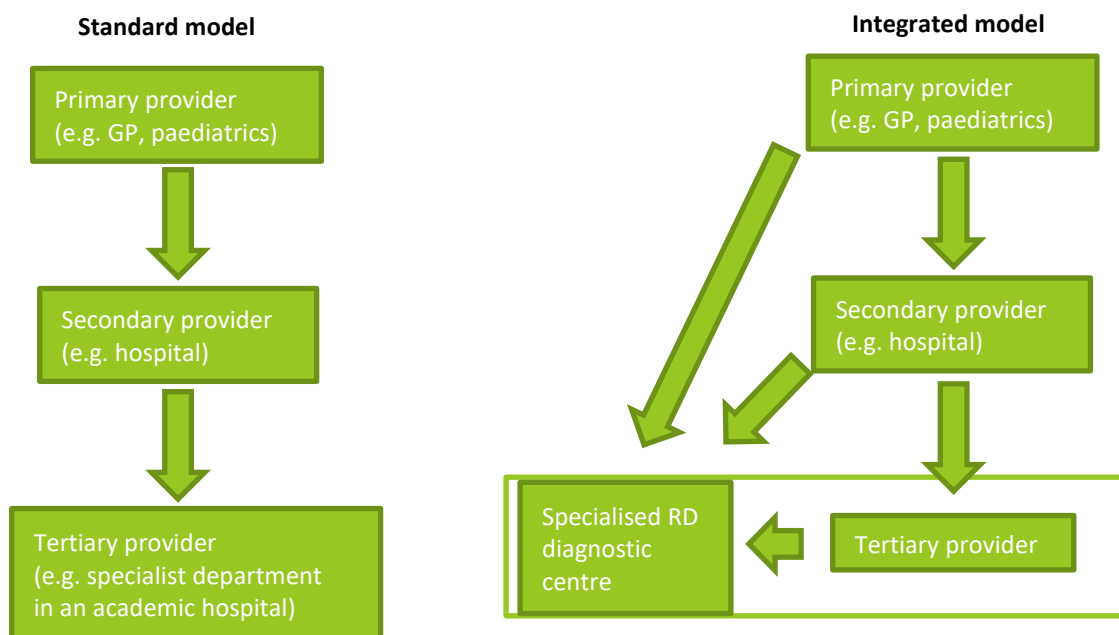 Standard model
Primary provider
(e.g. GP, paediatrics)
Secondary provider
(e.g. hospital)
Tertiary provider
(e.g. specialist department
in an academic hospital)
Integrated model
Primary provider
(e.g. GP, paediatrics)
Secondary provider
(e.g. hospital)
Specialised RD
diagnostic
centre
Tertiary provider